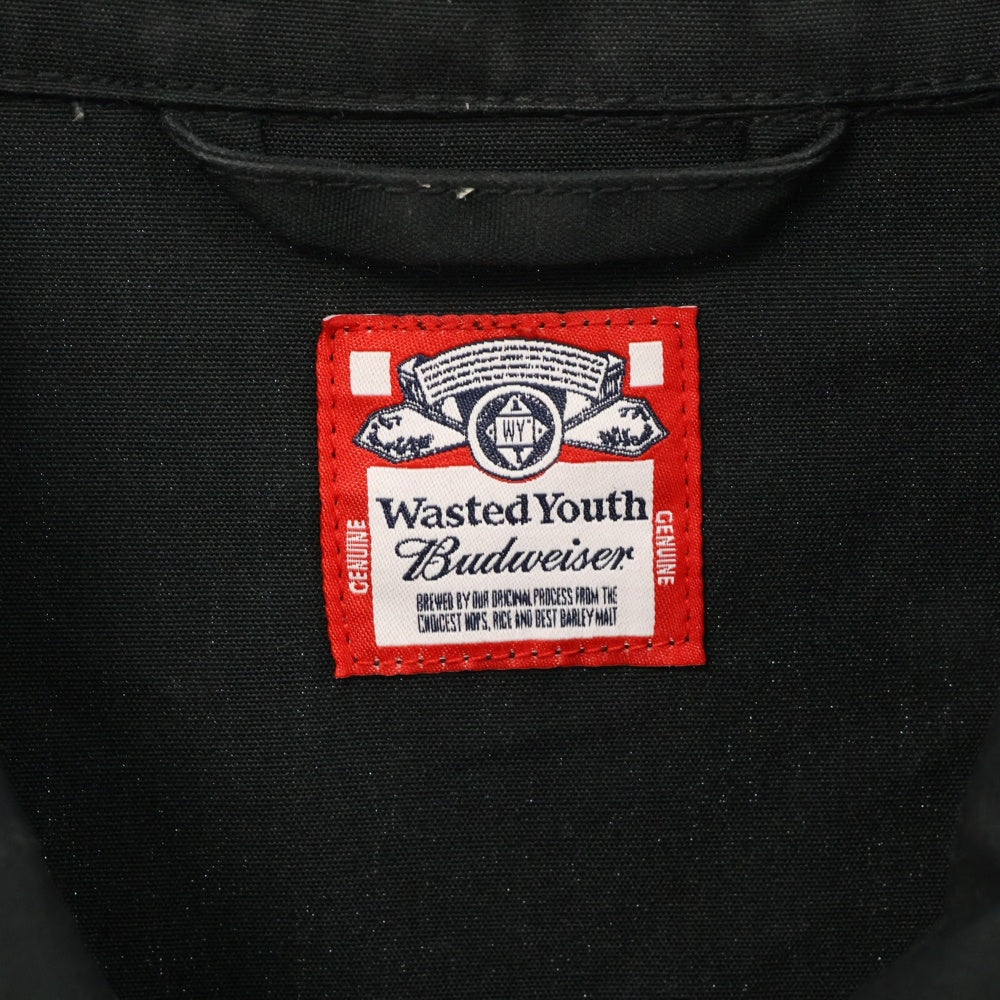 WY
Wasted Youth
Budweiser
GENUINE
GENUINE
BREWED BY OUR ORIGINAL PROCESS FROM THE
CHOICEST HOPS, RICE AND BEST BARLEY MALT